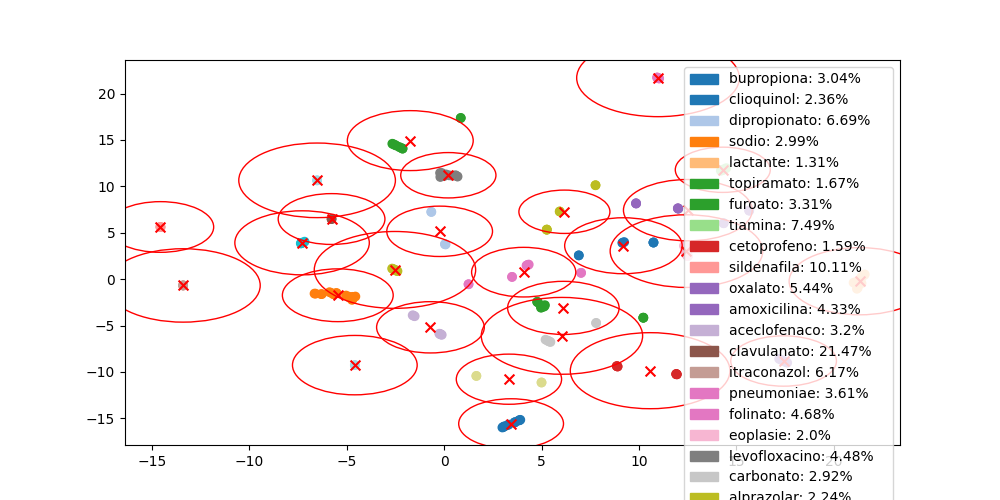 20
15
10
5
0
−5
−10
−15
−15
−10
−5
0
5
10
15
20
bupropiona: 3.04%
clioquinol: 2.36%
dipropionato: 6.69%
sodio: 2.99%
lactante: 1.31%
topiramato: 1.67%
furoato: 3.31%
tiamina: 7.49%
cetoprofeno: 1.59%
sildenafila: 10.11%
oxalato: 5.44%
amoxicilina: 4.33%
aceclofenaco: 3.2%
clavulanato: 21.47%
itraconazol: 6.17%
pneumoniae: 3.61%
folinato: 4.68%
eoplasie: 2.0%
levofloxacino: 4.48%
carbonato: 2.92%
alprazolar: 2.24%